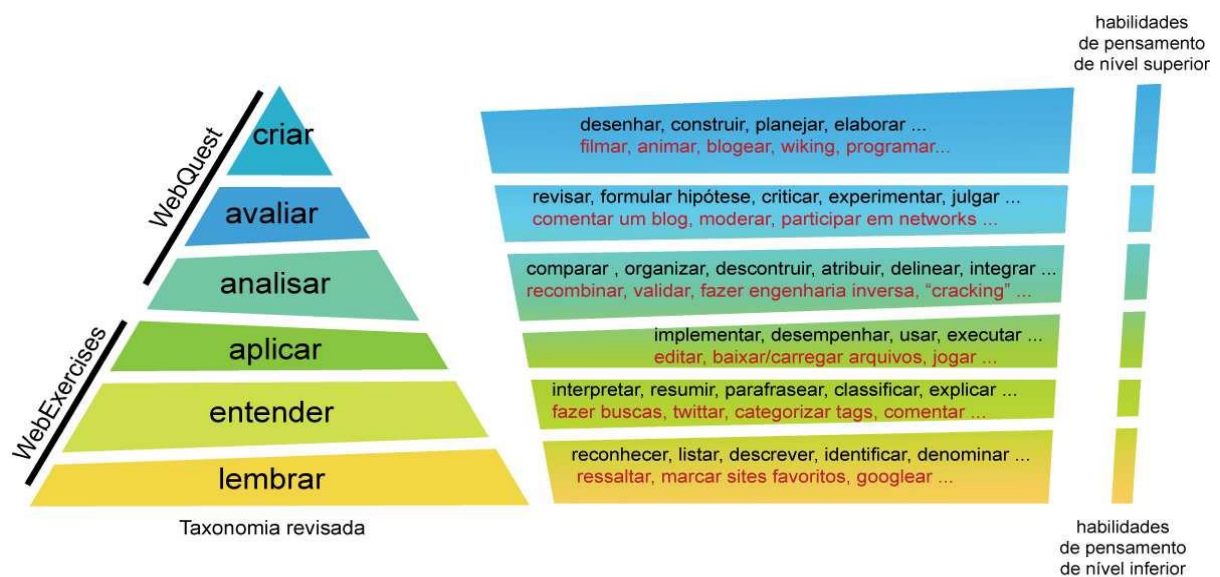 habilidades
de pensamento
de nível superior
WebQuest
criar
desenhar, construir, planejar, elaborar ...
filmar, animar, blogear, wiking, programar...
avaliar
revisar, formular hipótese, criticar, experimentar, julgar ...
comentar um blog, moderar, participar em networks ...
analisar
comparar , organizar, descontruir, atribuir, delinear, integrar ...
recombinar, validar, fazer engenharia inversa, “cracking” ...
WebExercises
aplicar
implementar, desempenhar, usar, executar ...
editar, baixar/carregar arquivos, jogar ...
entender
interpretar, resumir, parafrasear, classificar, explicar ...
fazer buscas, twittar, categorizar tags, comentar ...
lembrar
reconhecer, listar, descrever, identificar, denominar ...
ressaltar, marcar sites favoritos, googlear ...
Taxonomia revisada
habilidades
de pensamento
de nível inferior